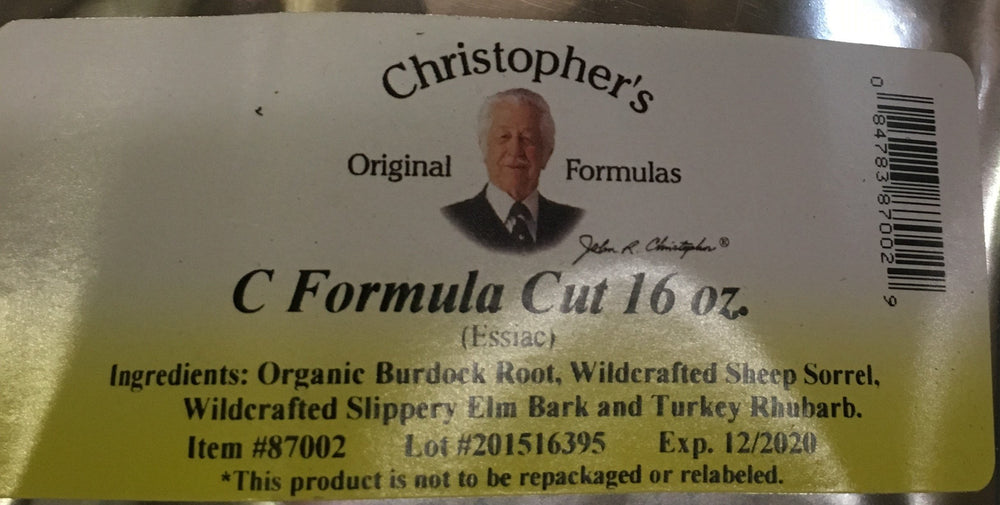 Christopher's
Original Formulas
John R. Christopher®
C Formula Cut 16 oz.
(Essiac)
Ingredients: Organic Burdock Root, Wildcrafted Sheep Sorrel,
Wildcrafted Slippery Elm Bark and Turkey Rhubarb.
Item #87002 Lot #201516395 Exp. 12/2020
*This product is not to be repackaged or relabeled.
0 84783 87002 9